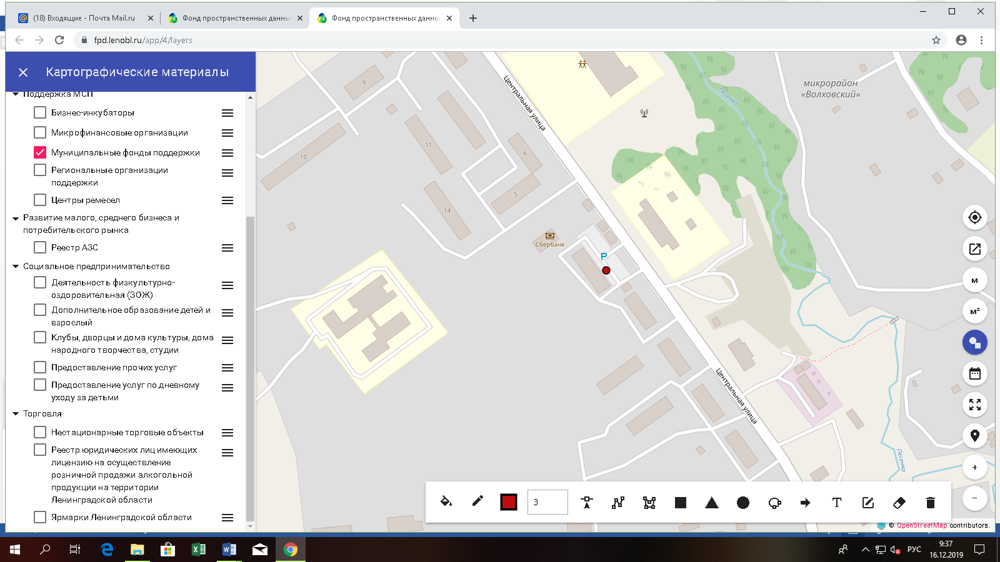 (18) Входящие - Почта Mail.ru
Фонд пространственных данны
Фонд пространственных данны
fpd.lenobl.ru/app/4/layers
Картографические материалы
Поддержка МСП
Бизнес-инкубаторы
Микрофинансовые организации
Муниципальные фонды поддержки
Региональные организации
поддержки
Центры ремесел
Развитие малого, среднего бизнеса и
потребительского рынка
Реестр АЗС
Социальное предпринимательство
Деятельность физкультурно-
оздоровительная (ЗОЖ)
Дополнительное образование детей и
взрослый
Клубы, дворцы и дома культуры, дома
народного творчества, студии
Предоставление прочих услуг
Предоставление услуг по дневному
уходу за детьми
Торговля
Нестационарные торговые объекты
Реестр юридических лиц имеющих
лицензию на осуществление
розничной продажи алкогольной
продукции на территории
Ленинградской области
Ярмарки Ленинградской области
9
10
11
6
5
14
Центральная улица
Песенка
микрорайон
«Волховский»
Сбербанк
P
Центральная улица
Песенка
м
м²
+
−
3
T
© OpenStreetMap contributors.
РУС
9:37
16.12.2019